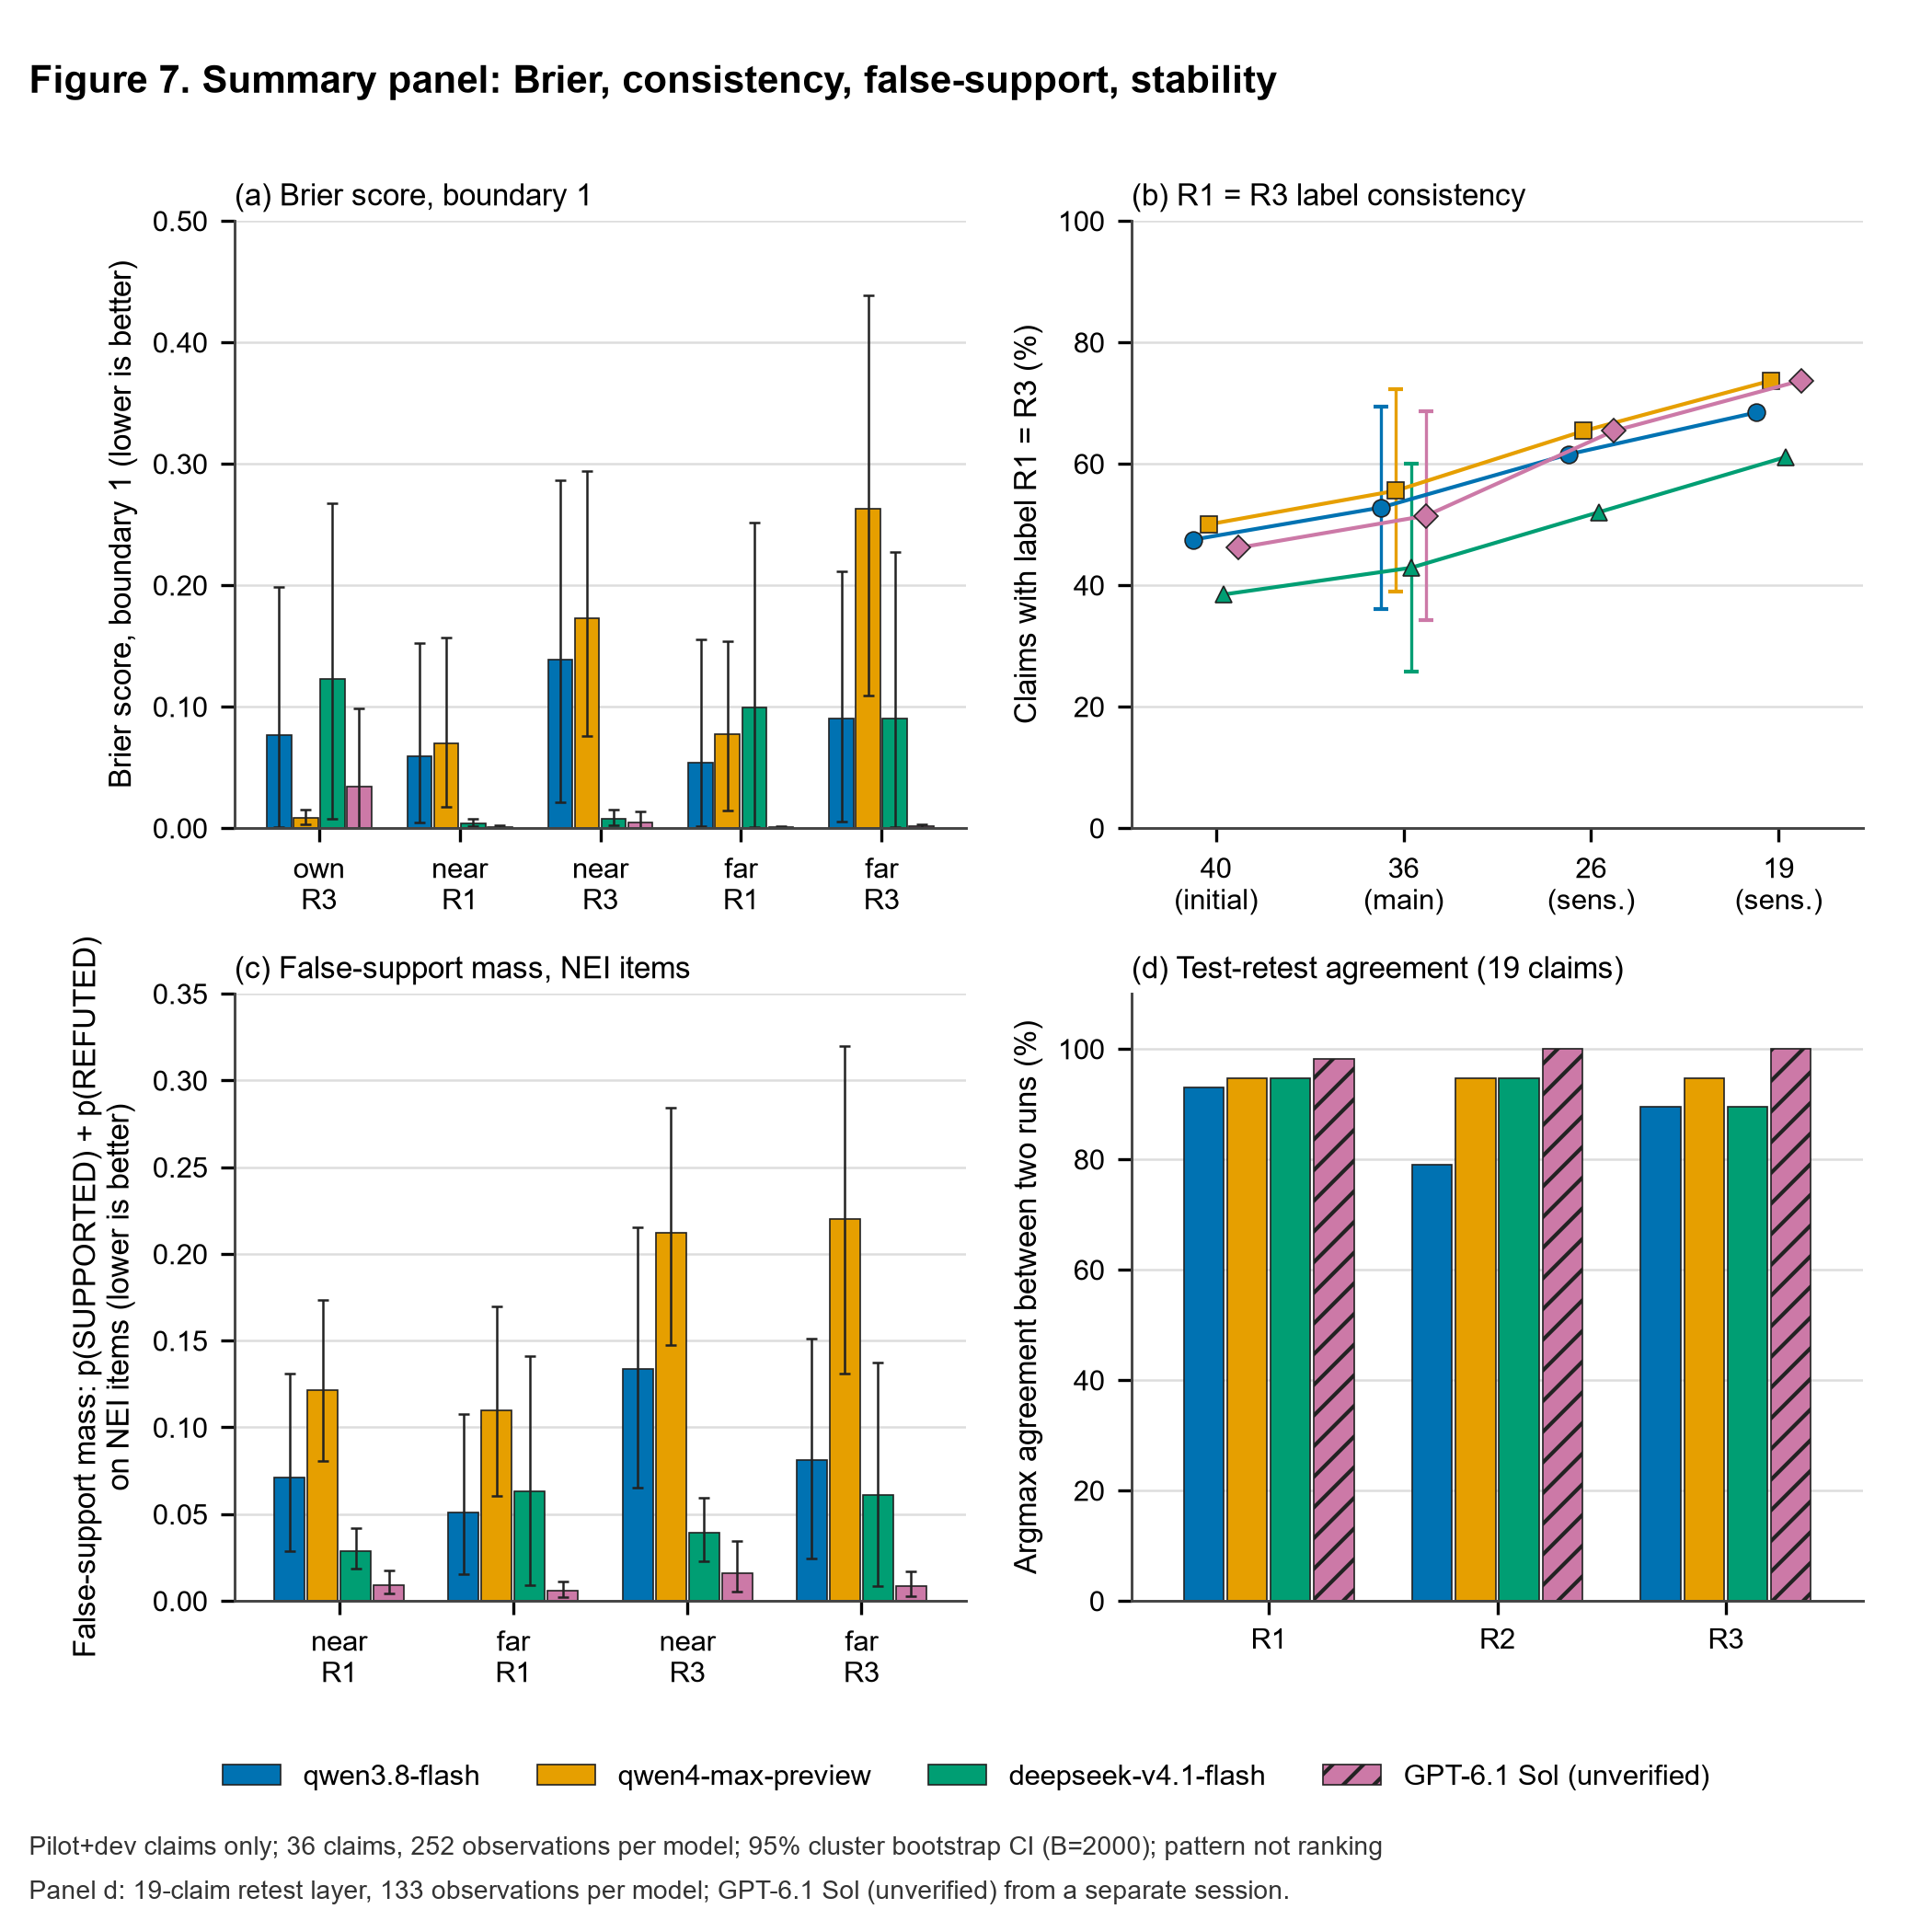 Figure 7. Summary panel: Brier, consistency, false-support, stability
(a) Brier score, boundary 1
Brier score, boundary 1 (lower is better)
0.50
0.40
0.30
0.20
0.10
0.00
own
R3
near
R1
near
R3
far
R1
far
R3
(b) R1 = R3 label consistency
Claims with label R1 = R3 (%)
100
80
60
40
20
0
40
(initial)
36
(main)
26
(sens.)
19
(sens.)
(c) False-support mass, NEI items
False-support mass: p(SUPPORTED) + p(REFUTED)
on NEI items (lower is better)
0.35
0.30
0.25
0.20
0.15
0.10
0.05
0.00
near
R1
far
R1
near
R3
far
R3
(d) Test-retest agreement (19 claims)
Argmax agreement between two runs (%)
100
80
60
40
20
0
R1
R2
R3
qwen3.8-flash
qwen4-max-preview
deepseek-v4.1-flash
GPT-6.1 Sol (unverified)
Pilot+dev claims only; 36 claims, 252 observations per model; 95% cluster bootstrap CI (B=2000); pattern not ranking
Panel d: 19-claim retest layer, 133 observations per model; GPT-6.1 Sol (unverified) from a separate session.